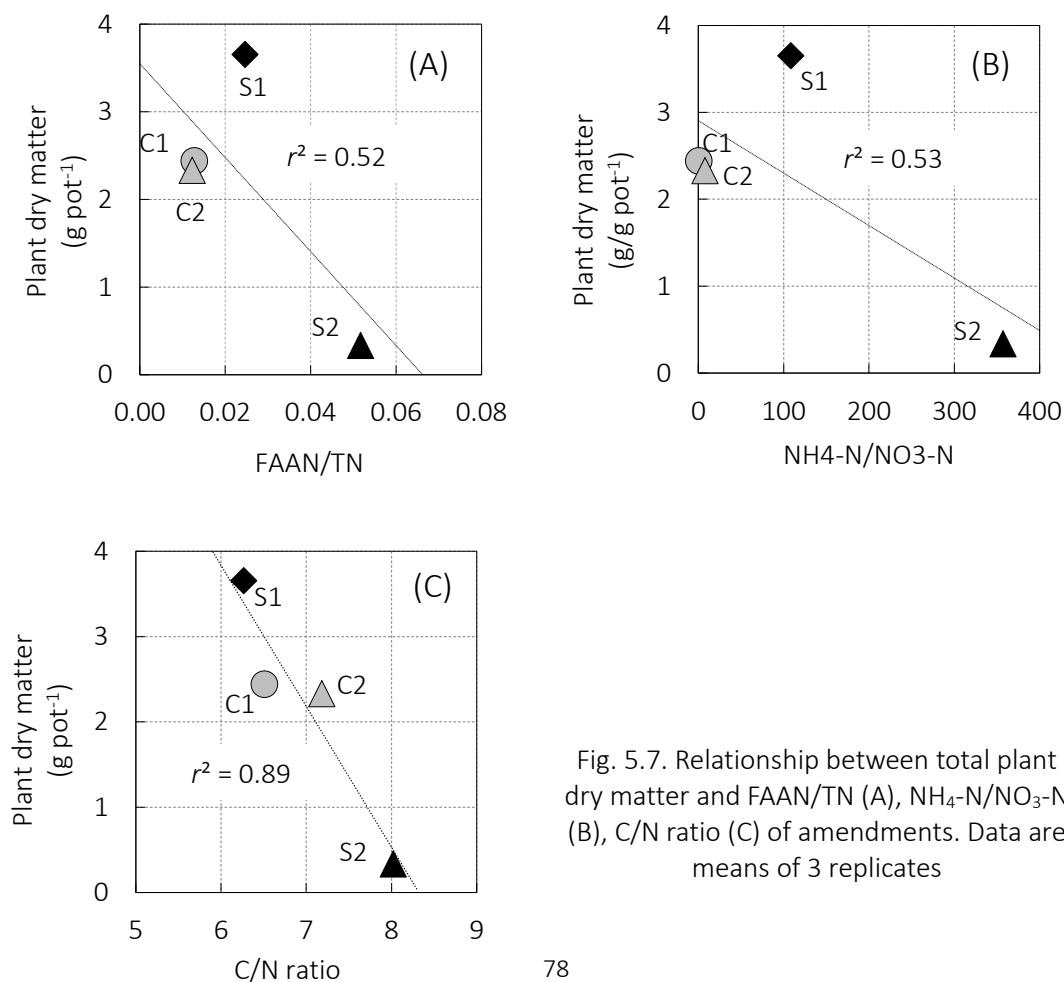 4
3
2
1
0
0.00 0.02 0.04 0.06 0.08
Plant dry matter
(g pot⁻¹)
FAAN/TN
(A)
S1
C1
C2
S2
r² = 0.52
4
3
2
1
0
0 100 200 300 400
Plant dry matter
(g/g pot⁻¹)
NH4-N/NO3-N
(B)
S1
C1
C2
S2
r² = 0.53
4
3
2
1
0
5 6 7 8 9
Plant dry matter
(g pot⁻¹)
C/N ratio
(C)
S1
C1
C2
S2
r² = 0.89
Fig. 5.7. Relationship between total plant
dry matter and FAAN/TN (A), NH₄-N/NO₃-N
(B), C/N ratio (C) of amendments. Data are
means of 3 replicates
78